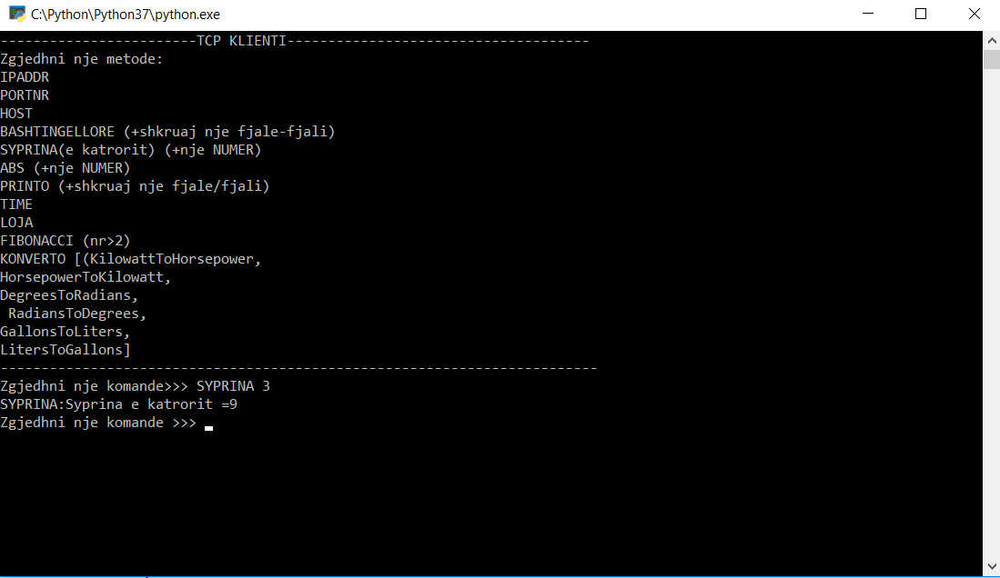 C:\Python\Python37\python.exe
------------------------TCP KLIENTI-------------------------------------
Zgjedhni nje metode:
IPADDR
PORTNR
HOST
BASHTINGELLORE (+shkruaj nje fjale-fjali)
SYPRINA(e katrorit) (+nje NUMER)
ABS (+nje NUMER)
PRINTO (+shkruaj nje fjale/fjali)
TIME
LOJA
FIBONACCI (nr>2)
KONVERTO [(KilowattToHorsepower,
HorsepowerToKilowatt,
DegreesToRadians,
 RadiansToDegrees,
GallonsToLiters,
LitersToGallons]
-------------------------------------------------------------------------
Zgjedhni nje komande>>> SYPRINA 3
SYPRINA:Syprina e katrorit =9
Zgjedhni nje komande >>> _